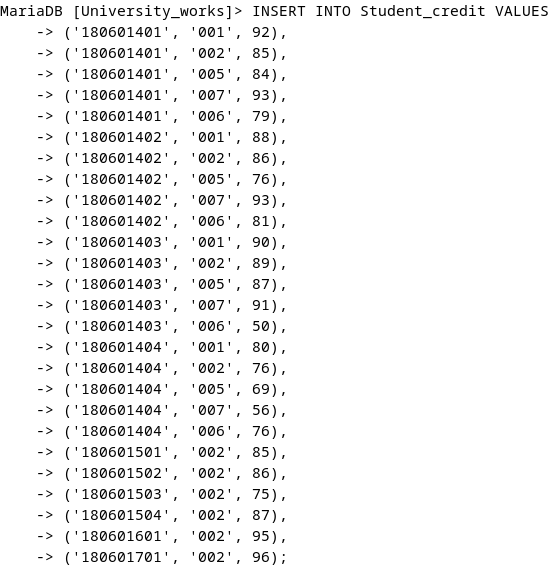 MariaDB [University_works]> INSERT INTO Student_credit VALUES
-> ('180601401', '001', 92),
-> ('180601401', '002', 85),
-> ('180601401', '005', 84),
-> ('180601401', '007', 93),
-> ('180601401', '006', 79),
-> ('180601402', '001', 88),
-> ('180601402', '002', 86),
-> ('180601402', '005', 76),
-> ('180601402', '007', 93),
-> ('180601402', '006', 81),
-> ('180601403', '001', 90),
-> ('180601403', '002', 89),
-> ('180601403', '005', 87),
-> ('180601403', '007', 91),
-> ('180601403', '006', 50),
-> ('180601404', '001', 80),
-> ('180601404', '002', 76),
-> ('180601404', '005', 69),
-> ('180601404', '007', 56),
-> ('180601404', '006', 76),
-> ('180601501', '002', 85),
-> ('180601502', '002', 86),
-> ('180601503', '002', 75),
-> ('180601504', '002', 87),
-> ('180601601', '002', 95),
-> ('180601701', '002', 96);